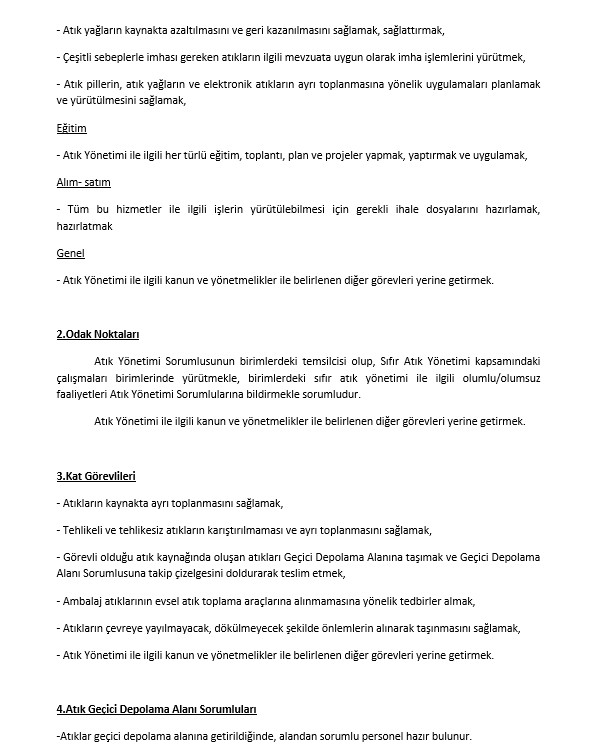 - Atık yağların kaynakta azaltılmasını ve geri kazanılmasını sağlamak, sağlattırmak,
- Çeşitli sebeplerle imhası gereken atıkların ilgili mevzuata uygun olarak imha işlemlerini yürütmek,
- Atık pillerin, atık yağların ve elektronik atıkların ayrı toplanmasına yönelik uygulamaları planlamak
ve yürütülmesini sağlamak,
Eğitim
- Atık Yönetimi ile ilgili her türlü eğitim, toplantı, plan ve projeler yapmak, yaptırmak ve uygulamak,
Alım- satım
- Tüm bu hizmetler ile ilgili işlerin yürütülebilmesi için gerekli ihale dosyalarını hazırlamak,
hazırlatmak
Genel
- Atık Yönetimi ile ilgili kanun ve yönetmelikler ile belirlenen diğer görevleri yerine getirmek.
2.Odak Noktaları
Atık Yönetimi Sorumlusunun birimlerdeki temsilcisi olup, Sıfır Atık Yönetimi kapsamındaki
çalışmaları birimlerinde yürütmekle, birimlerdeki sıfır atık yönetimi ile ilgili olumlu/olumsuz
faaliyetleri Atık Yönetimi Sorumlularına bildirmekle sorumludur.
Atık Yönetimi ile ilgili kanun ve yönetmelikler ile belirlenen diğer görevleri yerine getirmek.
3.Kat Görevlileri
- Atıkların kaynakta ayrı toplanmasını sağlamak,
- Tehlikeli ve tehlikesiz atıkların karıştırılmaması ve ayrı toplanmasını sağlamak,
- Görevli olduğu atık kaynağında oluşan atıkları Geçici Depolama Alanına taşımak ve Geçici Depolama
Alanı Sorumlusuna takip çizelgesini doldurarak teslim etmek,
- Ambalaj atıklarının evsel atık toplama araçlarına alınmamasına yönelik tedbirler almak,
- Atıkların çevreye yayılmayacak, dökülmeyecek şekilde önlemlerin alınarak taşınmasını sağlamak,
- Atık Yönetimi ile ilgili kanun ve yönetmelikler ile belirlenen diğer görevleri yerine getirmek.
4.Atık Geçici Depolama Alanı Sorumluları
-Atıklar geçici depolama alanına getirildiğinde, alandan sorumlu personel hazır bulunur.